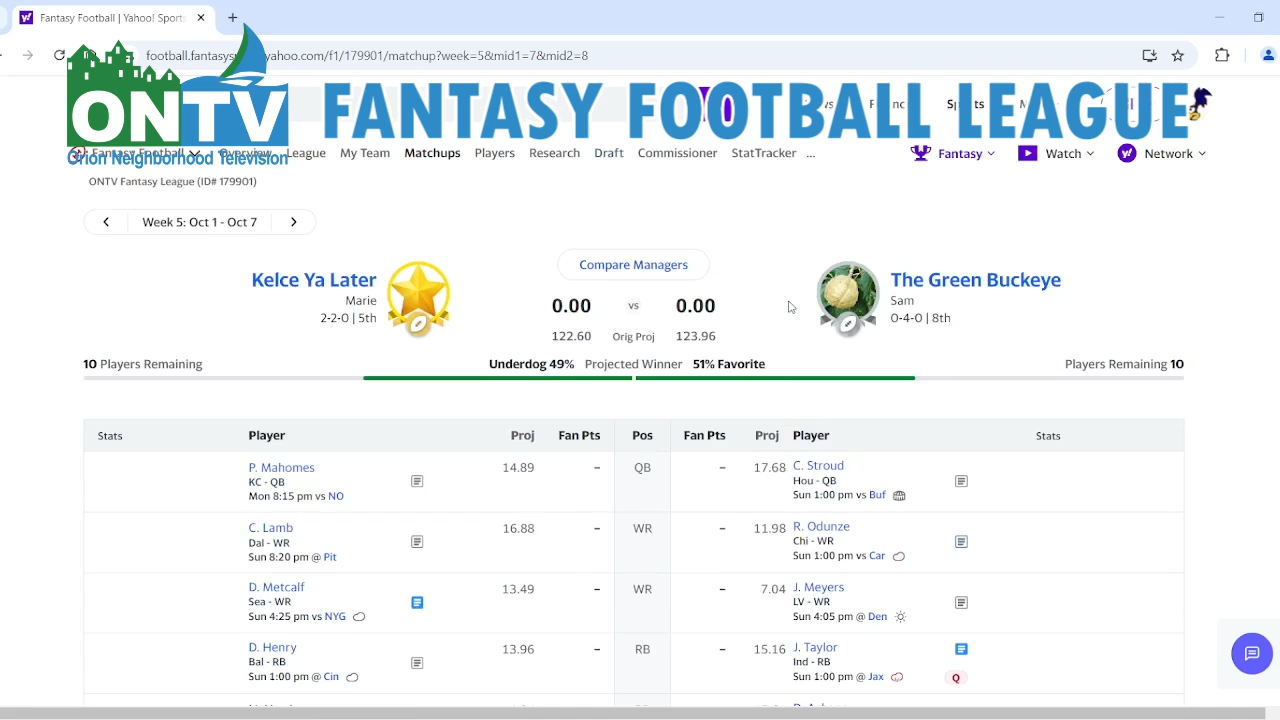 Fantasy Football | Yahoo! Sports
football.fantasys yahoo.com/f1/179901/matchup?week=5&mid1=7&mid2=8
ONTV
Orion Neighborhood Television
FANTASY FOOTBALL LEAGUE
Sports
Fantasy Football Overview League My Team Matchups Players Research Draft Commissioner StatTracker ...
Fantasy Watch Network
ONTV Fantasy League (ID# 179901)
Week 5: Oct 1 - Oct 7
Compare Managers
Kelce Ya Later
Marie
2-2-0 | 5th
0.00 vs 0.00
122.60 Orig Proj 123.96
The Green Buckeye
Sam
0-4-0 | 8th
10 Players Remaining
Underdog 49% Projected Winner 51% Favorite
Players Remaining 10
Stats Player Proj Fan Pts Pos Fan Pts Proj Player Stats
P. Mahomes 14.89 – QB – 17.68 C. Stroud
KC - QB Hou - QB
Mon 8:15 pm vs NO Sun 1:00 pm vs Buf
C. Lamb 16.88 – WR – 11.98 R. Odunze
Dal - WR Chi - WR
Sun 8:20 pm @ Pit Sun 1:00 pm vs Car
D. Metcalf 13.49 – WR – 7.04 J. Meyers
Sea - WR LV - WR
Sun 4:25 pm vs NYG Sun 4:05 pm @ Den
D. Henry 13.96 – RB – 15.16 J. Taylor
Bal - RB Ind - RB
Sun 1:00 pm @ Cin Sun 1:00 pm @ Jax Q